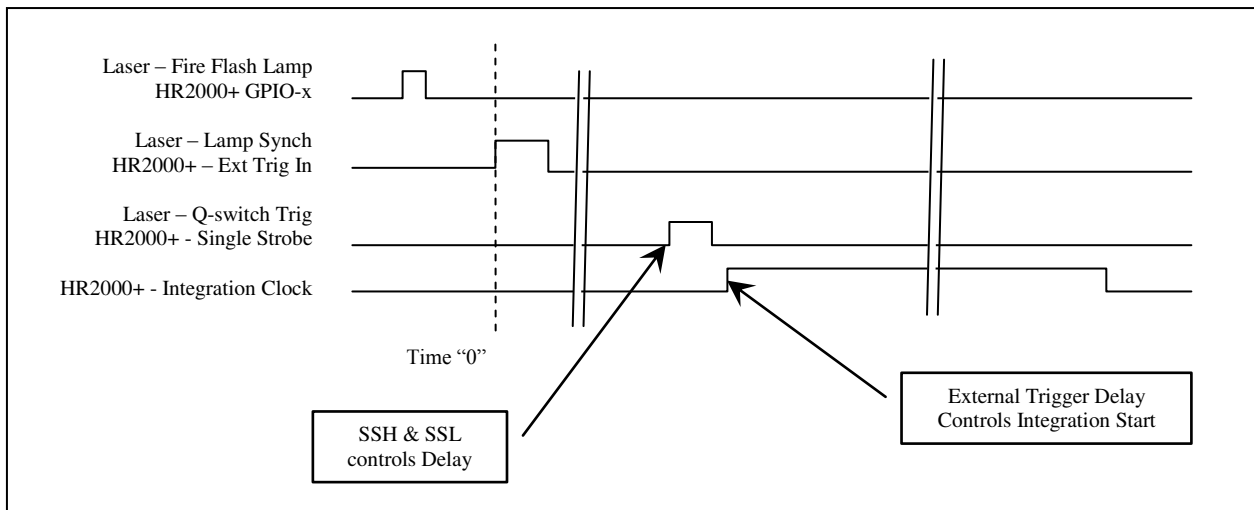 Laser – Fire Flash Lamp
HR2000+ GPIO-x
Laser – Lamp Synch
HR2000+ – Ext Trig In
Laser – Q-switch Trig
HR2000+ - Single Strobe
HR2000+ - Integration Clock
Time “0”
SSH & SSL
controls Delay
External Trigger Delay
Controls Integration Start